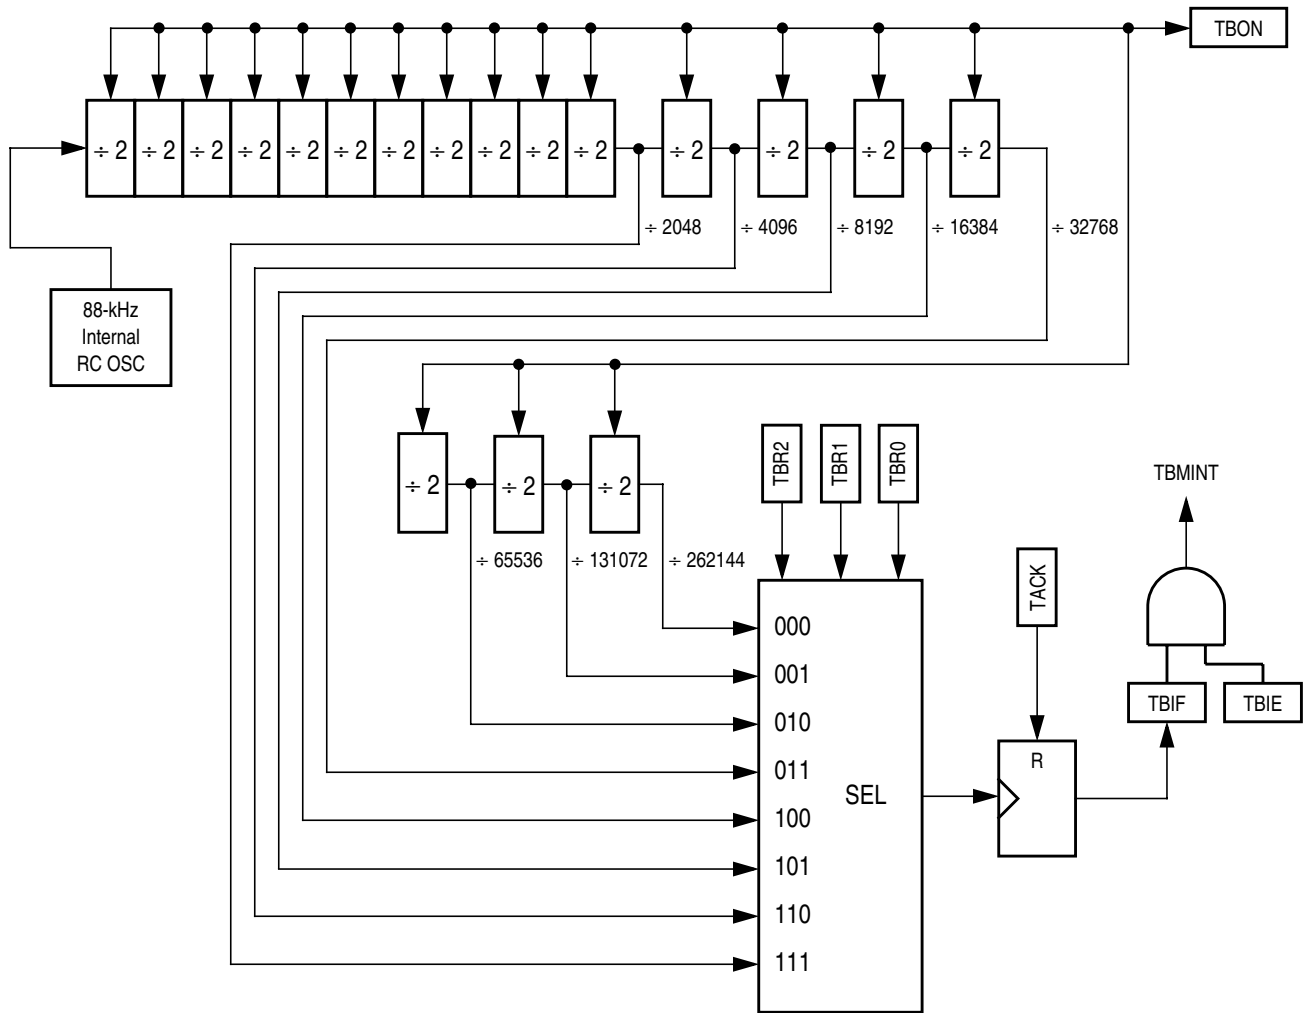 TBON
÷ 2 ÷ 2 ÷ 2 ÷ 2 ÷ 2 ÷ 2 ÷ 2 ÷ 2 ÷ 2 ÷ 2 ÷ 2 ÷ 2 ÷ 2 ÷ 2 ÷ 2
÷ 2048 ÷ 4096 ÷ 8192 ÷ 16384 ÷ 32768
88-kHz
Internal
RC OSC
÷ 2 ÷ 2 ÷ 2
÷ 65536 ÷ 131072 ÷ 262144
TBR2 TBR1 TBR0
TBMINT
TACK
000
001
010
011
100
101
110
111
SEL
R
TBIF TBIE